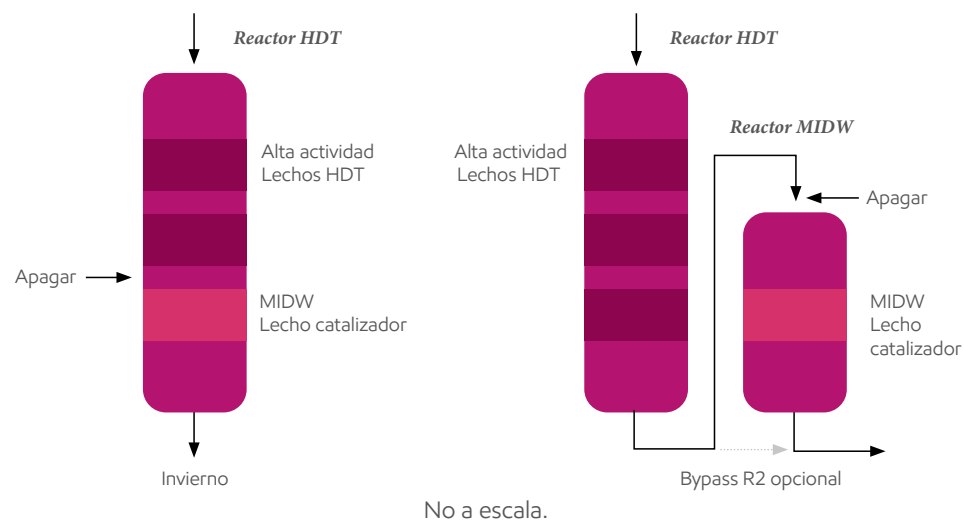 Reactor HDT
Alta actividad
Lechos HDT
Apagar
MIDW
Lecho catalizador
Invierno
Reactor HDT
Reactor MIDW
Alta actividad
Lechos HDT
Apagar
MIDW
Lecho
catalizador
Bypass R2 opcional
No a escala.